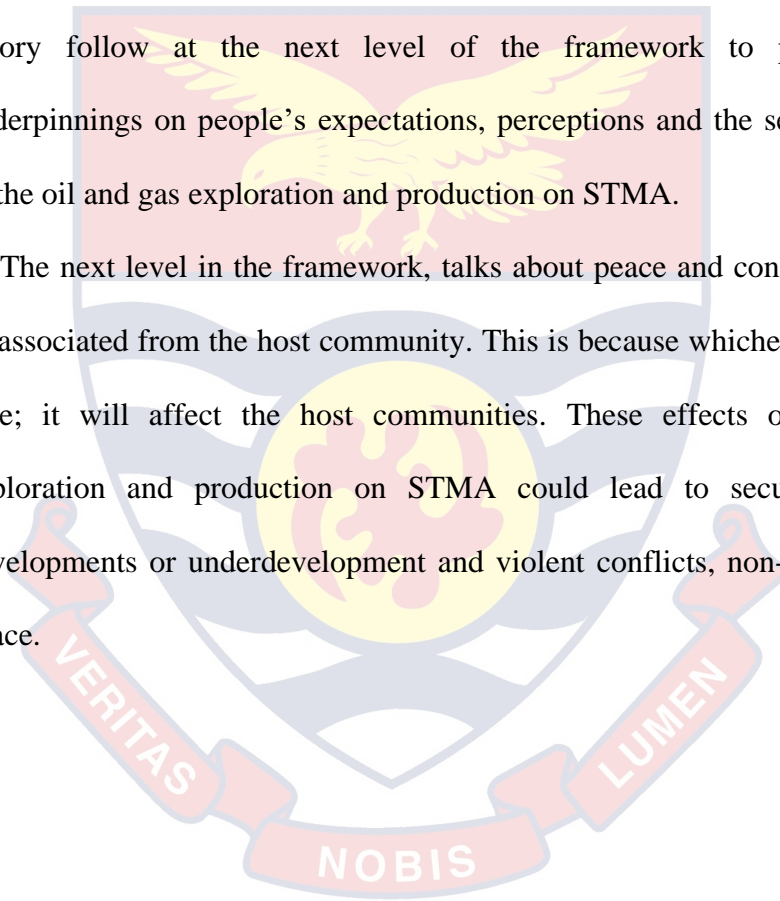 ory follow at the next level of the framework to p
derpinnings on people's expectations, perceptions and the s
the oil and gas exploration and production on STMA.
The next level in the framework, talks about peace and con
associated from the host community. This is because whiche
e; it will affect the host communities. These effects o
ploration and production on STMA could lead to secu
velopments or underdevelopment and violent conflicts, non-
ace.
VERITAS
NOBIS
LUMEN